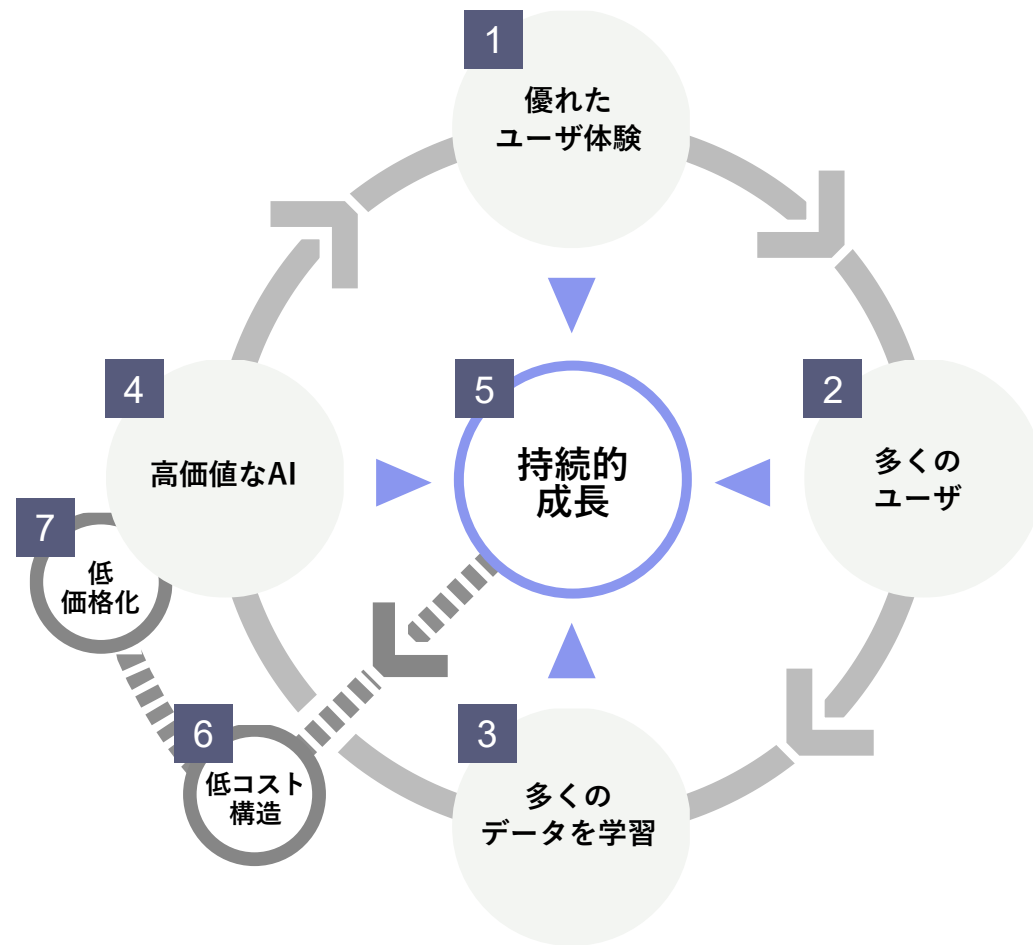 1
優れた
ユーザ体験
2
多くの
ユーザ
3
多くの
データを学習
4
高価値なAI
5
持続的
成長
6
低コスト
構造
7
低
価格化